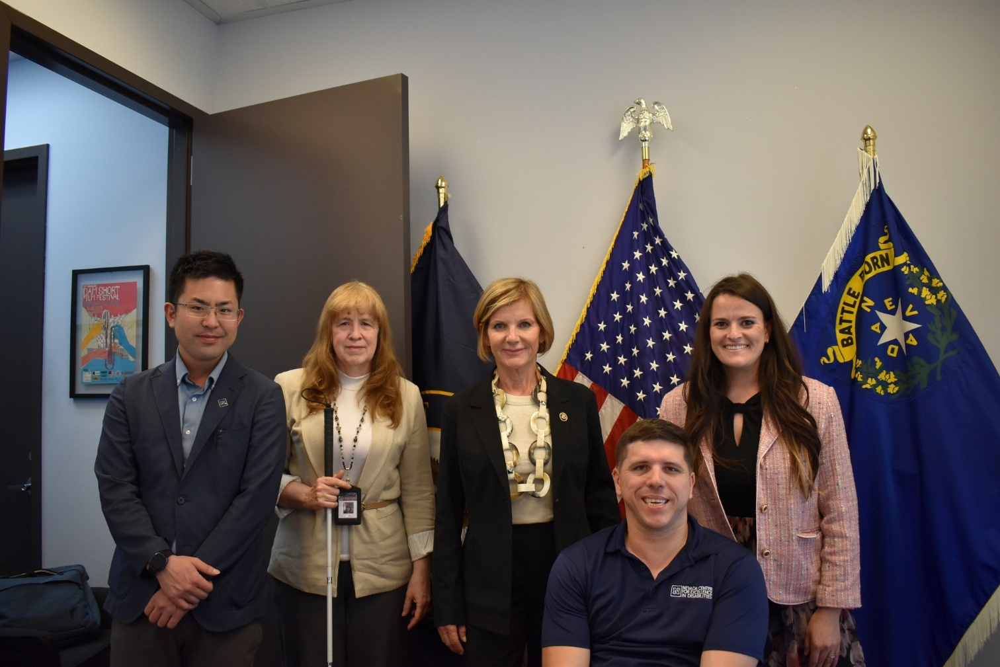 DAM SHORT
FILM FESTIVAL
BATTLE BORN
NEVADA
N
NEVADA CENTER
FOR EXCELLENCE
IN DISABILITIES